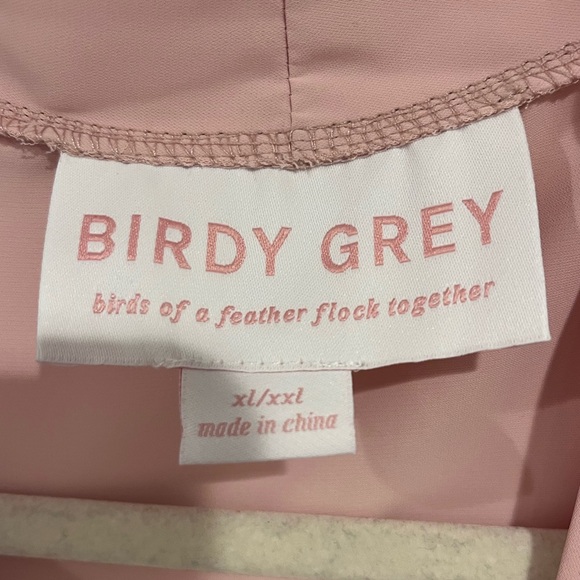 BIRDY GREY
birds of a feather flock together
xl/xxl
made in china